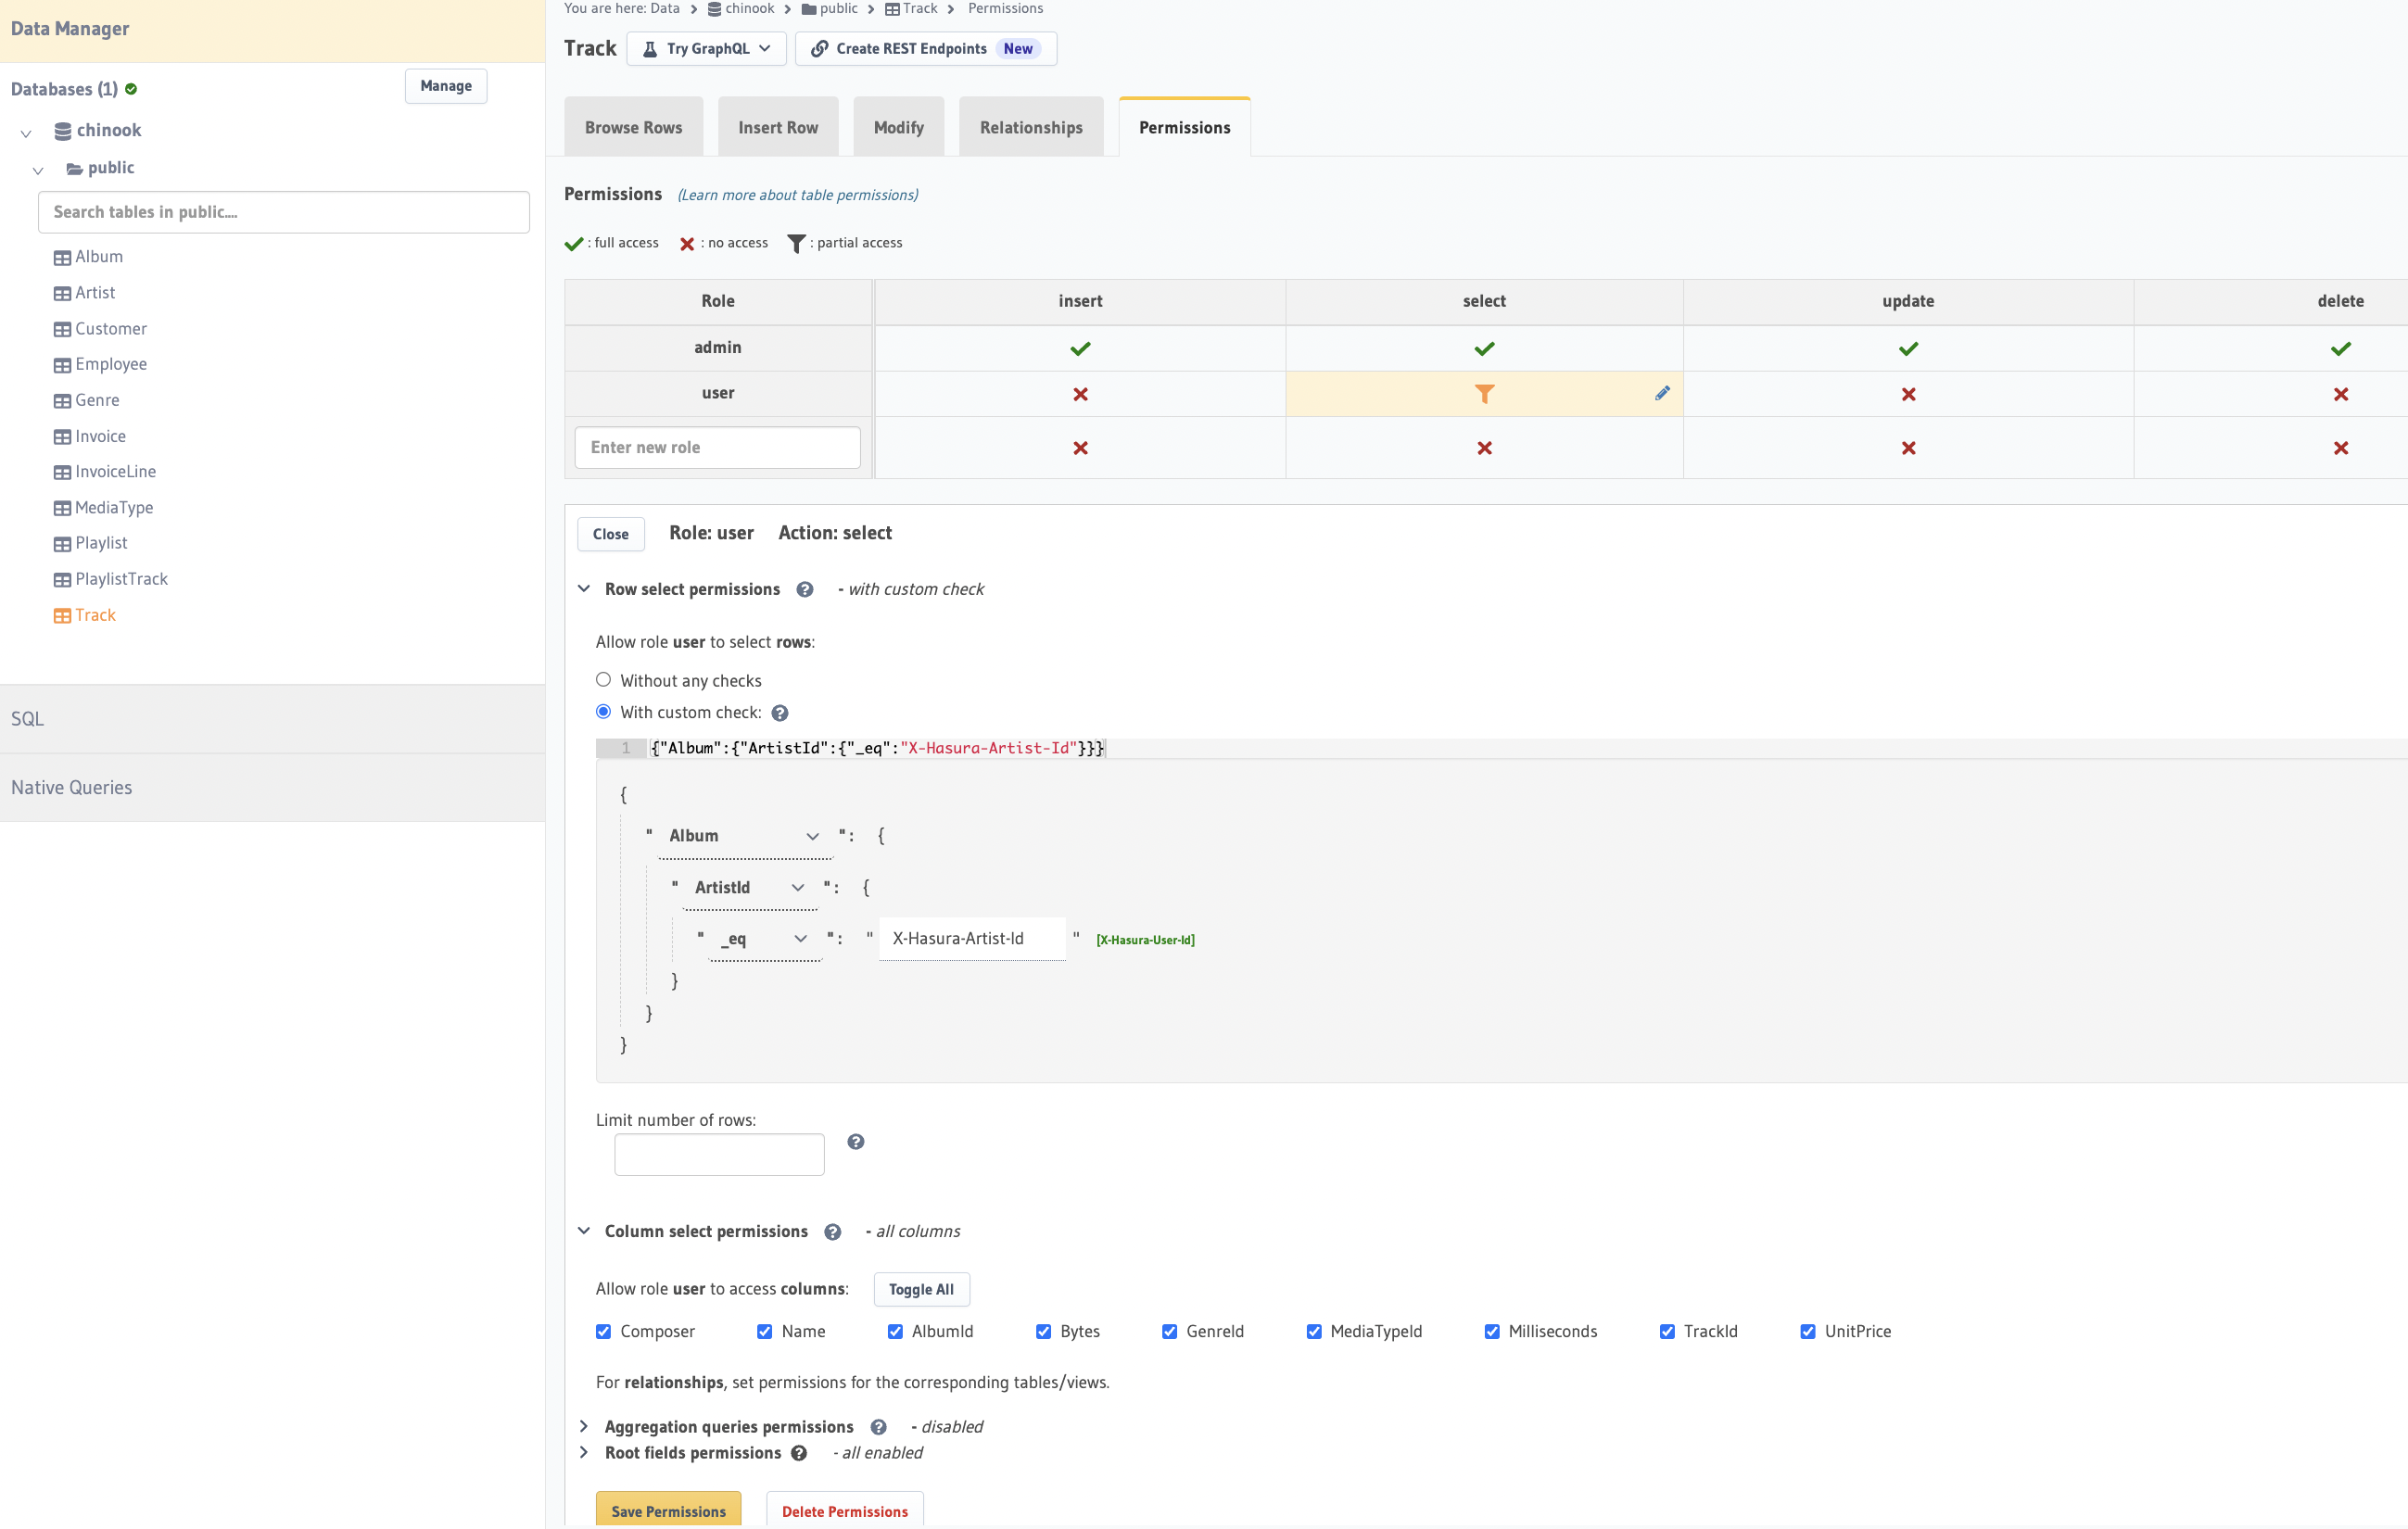 Data Manager
Databases (1)
Manage
chinook
public
Search tables in public....
Album
Artist
Customer
Employee
Genre
Invoice
InvoiceLine
MediaType
Playlist
PlaylistTrack
Track
SQL
Native Queries
You are here: Data > chinook > public > Track > Permissions
Track Try GraphQL Create REST Endpoints New
Browse Rows Insert Row Modify Relationships Permissions
Permissions (Learn more about table permissions)
: full access : no access : partial access
Role insert select update delete
admin
user
Enter new role
Close Role: user Action: select
Row select permissions ? - with custom check
Allow role user to select rows:
Without any checks
With custom check: ?
1 {"Album":{"ArtistId":{"_eq":"X-Hasura-Artist-Id"}}}
{
" Album ": {
" ArtistId ": {
" _eq ": " X-Hasura-Artist-Id " [X-Hasura-User-Id]
}
}
}
Limit number of rows:
?
Column select permissions ? - all columns
Allow role user to access columns: Toggle All
Composer Name AlbumId Bytes GenreId MediaTypeId Milliseconds TrackId UnitPrice
For relationships, set permissions for the corresponding tables/views.
Aggregation queries permissions ? - disabled
Root fields permissions ? - all enabled
Save Permissions Delete Permissions